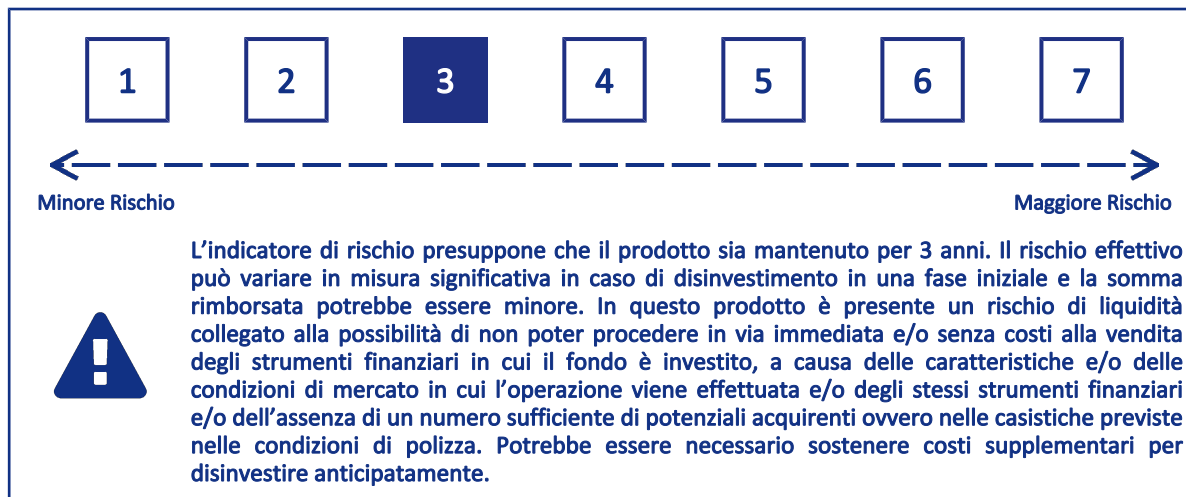 1 2 3 4 5 6 7
Minore Rischio Maggiore Rischio
L’indicatore di rischio presuppone che il prodotto sia mantenuto per 3 anni. Il rischio effettivo
può variare in misura significativa in caso di disinvestimento in una fase iniziale e la somma
rimborsata potrebbe essere minore. In questo prodotto è presente un rischio di liquidità
collegato alla possibilità di non poter procedere in via immediata e/o senza costi alla vendita
degli strumenti finanziari in cui il fondo è investito, a causa delle caratteristiche e/o delle
condizioni di mercato in cui l’operazione viene effettuata e/o degli stessi strumenti finanziari
e/o dell’assenza di un numero sufficiente di potenziali acquirenti ovvero nelle casistiche previste
nelle condizioni di polizza. Potrebbe essere necessario sostenere costi supplementari per
disinvestire anticipatamente.